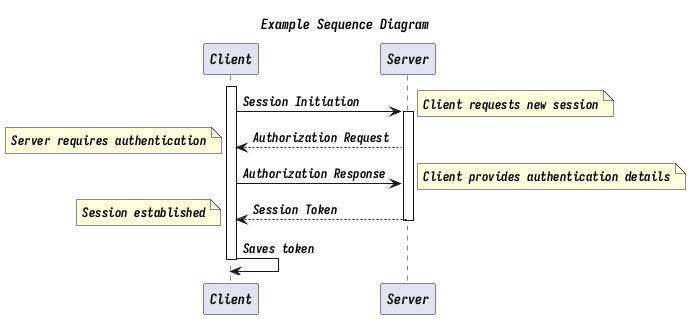 Example Sequence Diagram
Client
Server
Session Initiation
Client requests new session
Authorization Request
Server requires authentication
Authorization Response
Client provides authentication details
Session Token
Session established
Saves token
Client
Server